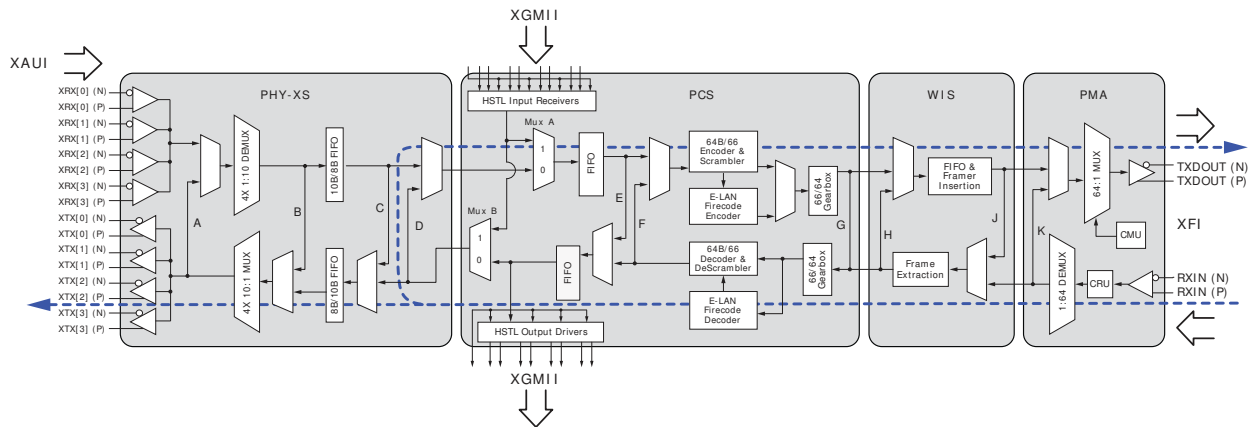 XGMII
XAUI
PHY-XS
PCS
WIS
PMA
XRX[0] (N)
XRX[0] (P)
XRX[1] (N)
XRX[1] (P)
XRX[2] (N)
XRX[2] (P)
XRX[3] (N)
XRX[3] (P)
XTX[0] (N)
XTX[0] (P)
XTX[1] (N)
XTX[1] (P)
XTX[2] (N)
XTX[2] (P)
XTX[3] (N)
XTX[3] (P)
A
4X 1:10 DEMUX
4X 10:1 MUX
B
10B/8B FIFO
8B/10B FIFO
C
D
HSTL Input Receivers
Mux A
1
0
Mux B
1
0
FIFO
FIFO
E
F
64B/66
Encoder &
Scrambler
E-LAN
Firecode
Encoder
64B/66
Decoder &
DeScrambler
E-LAN
Firecode
Decoder
66/64
Gearbox
66/64
Gearbox
HSTL Output Drivers
G
H
FIFO &
Framer
Insertion
Frame
Extraction
J
K
64:1 MUX
1:64 DEMUX
CMU
CRU
TXDOUT (N)
TXDOUT (P)
XFI
RXIN (N)
RXIN (P)
XGMII